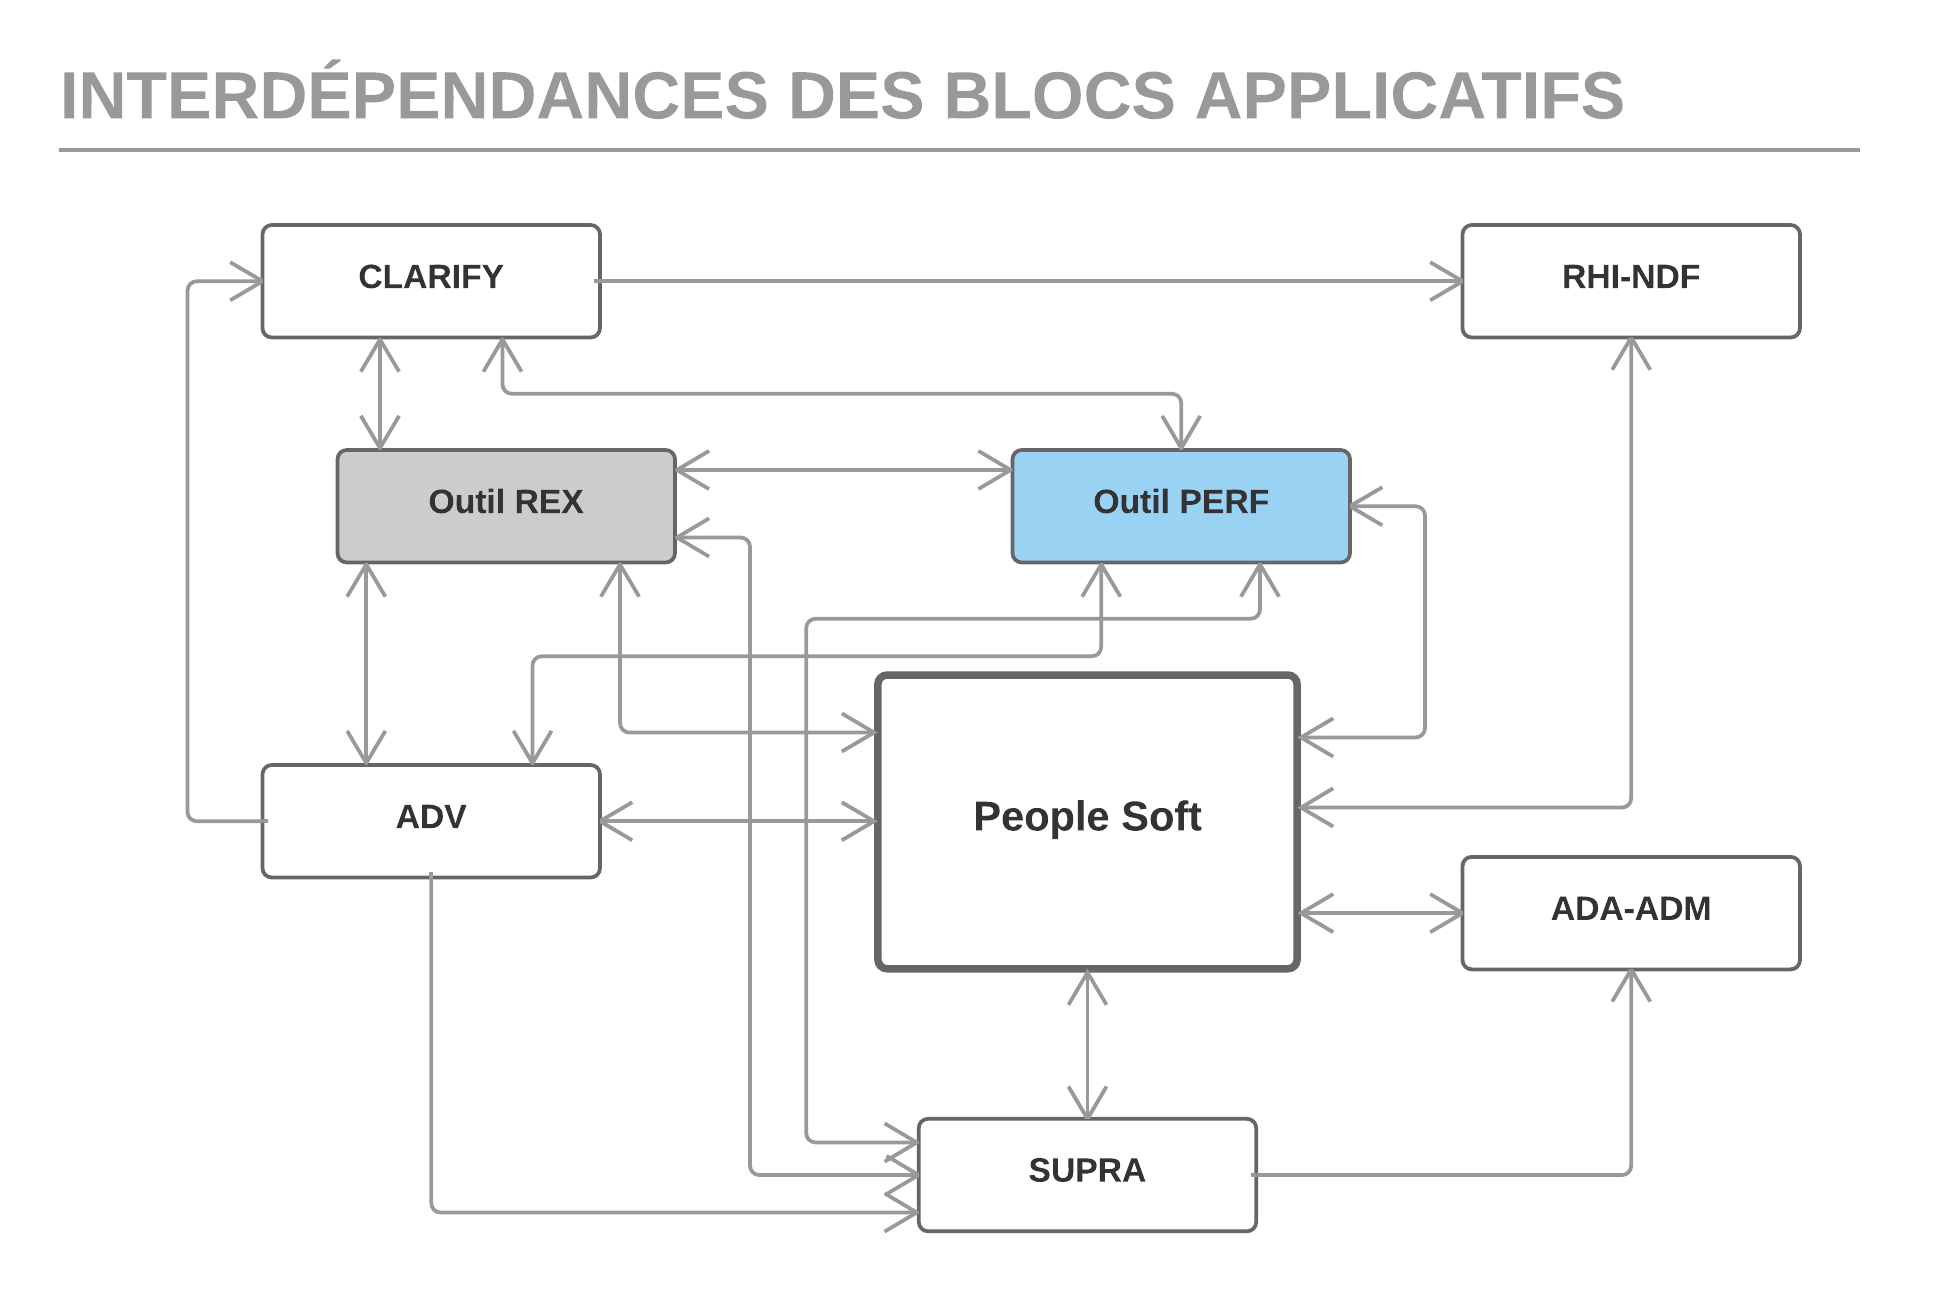 INTERDÉPENDANCES DES BLOCS APPLICATIFS
CLARIFY
RHI-NDF
Outil REX
Outil PERF
ADV
People Soft
ADA-ADM
SUPRA